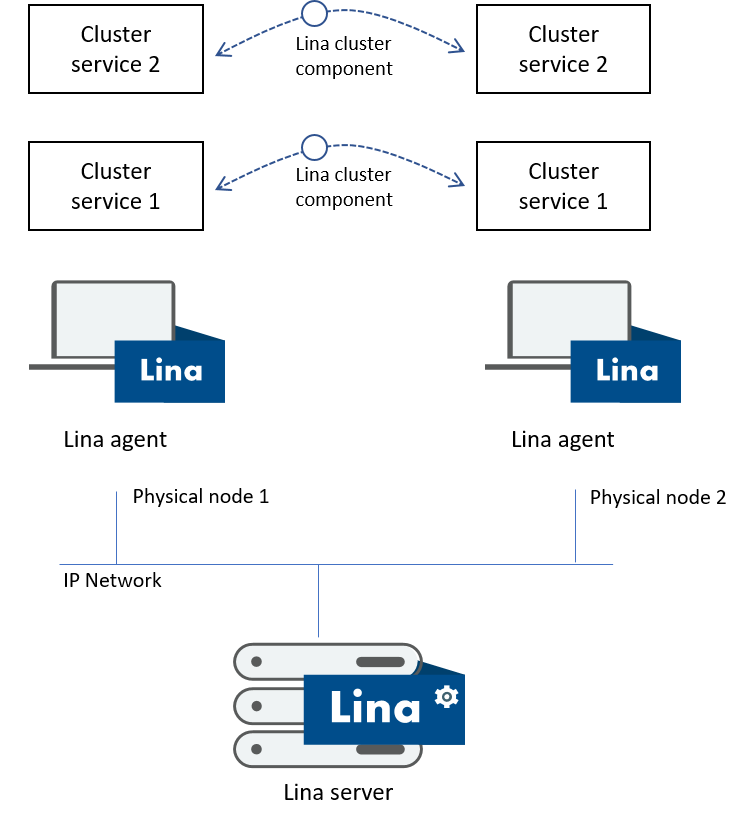 Cluster
service 2
Lina cluster
component
Cluster
service 2
Cluster
service 1
Lina cluster
component
Cluster
service 1
Lina
Lina
Lina agent
Lina agent
Physical node 1
Physical node 2
IP Network
Lina
Lina server